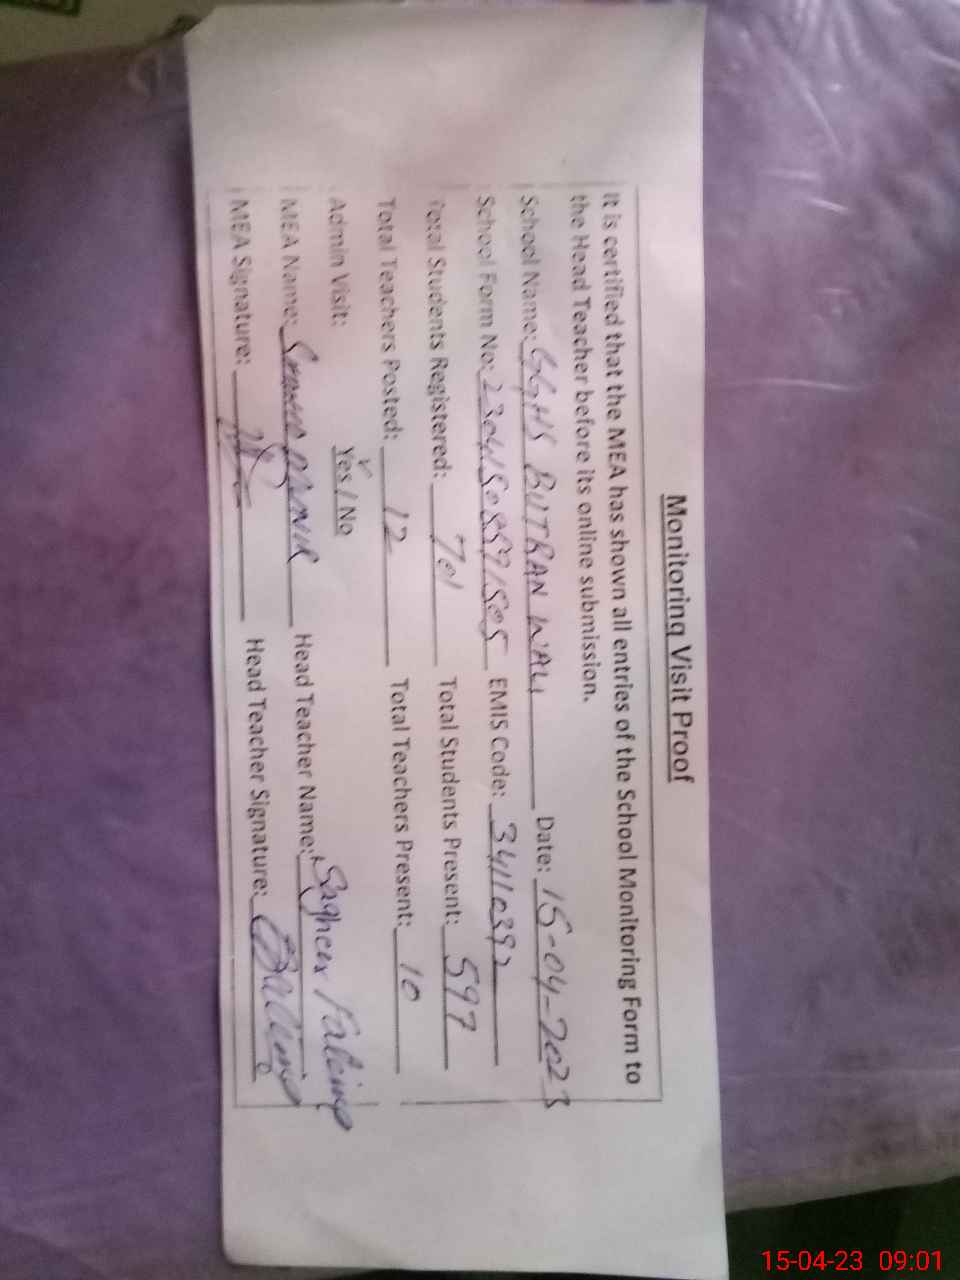 Monitoring Visit Proof
It is certified that the MEA has shown all entries of the School Monitoring Form to
the Head Teacher before its online submission.
School Name: GGHS BUTRAN WALI Date: 15-04-2023
School Form No: EMIS Code: 34110392
Total Students Registered: 701 Total Students Present: 597
Total Teachers Posted: 12 Total Teachers Present: 10
Admin Visit: Yes / No
MEA Name: Head Teacher Name:
MEA Signature: Head Teacher Signature:
15-04-23 09:01